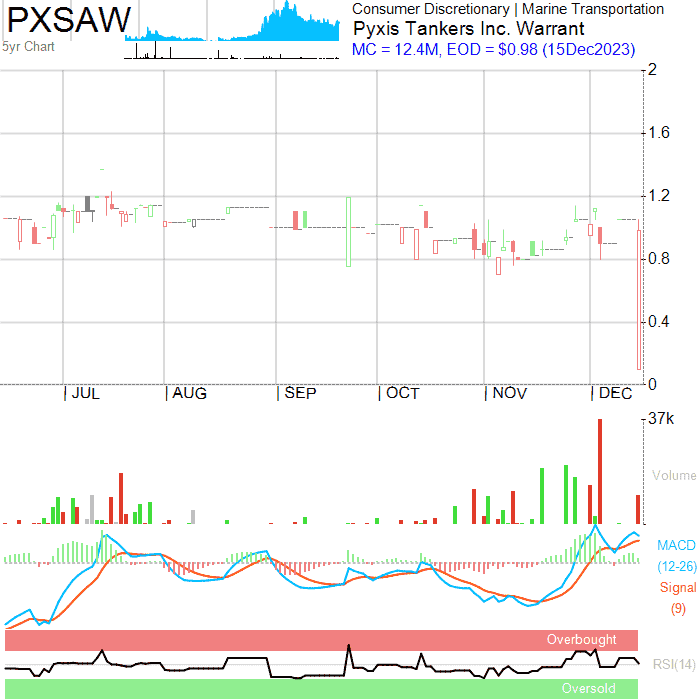 PXSAW
5yr Chart
Consumer Discretionary | Marine Transportation
Pyxis Tankers Inc. Warrant
MC = 12.4M, EOD = $0.98 (15Dec2023)
2
1.6
1.2
0.8
0.4
0
| JUL | AUG | SEP | OCT | NOV | DEC
37k
Volume
MACD
(12-26)
Signal
(9)
Overbought
RSI(14)
Oversold